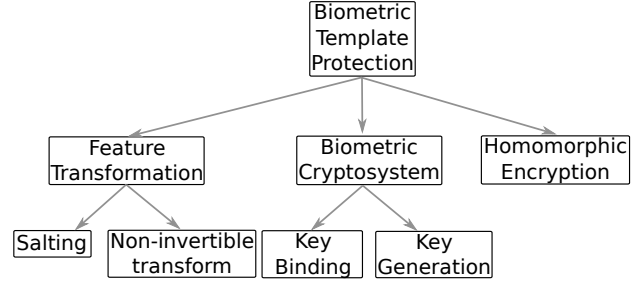 Biometric
Template
Protection
Feature
Transformation
Biometric
Cryptosystem
Homomorphic
Encryption
Salting
Non-invertible
transform
Key
Binding
Key
Generation